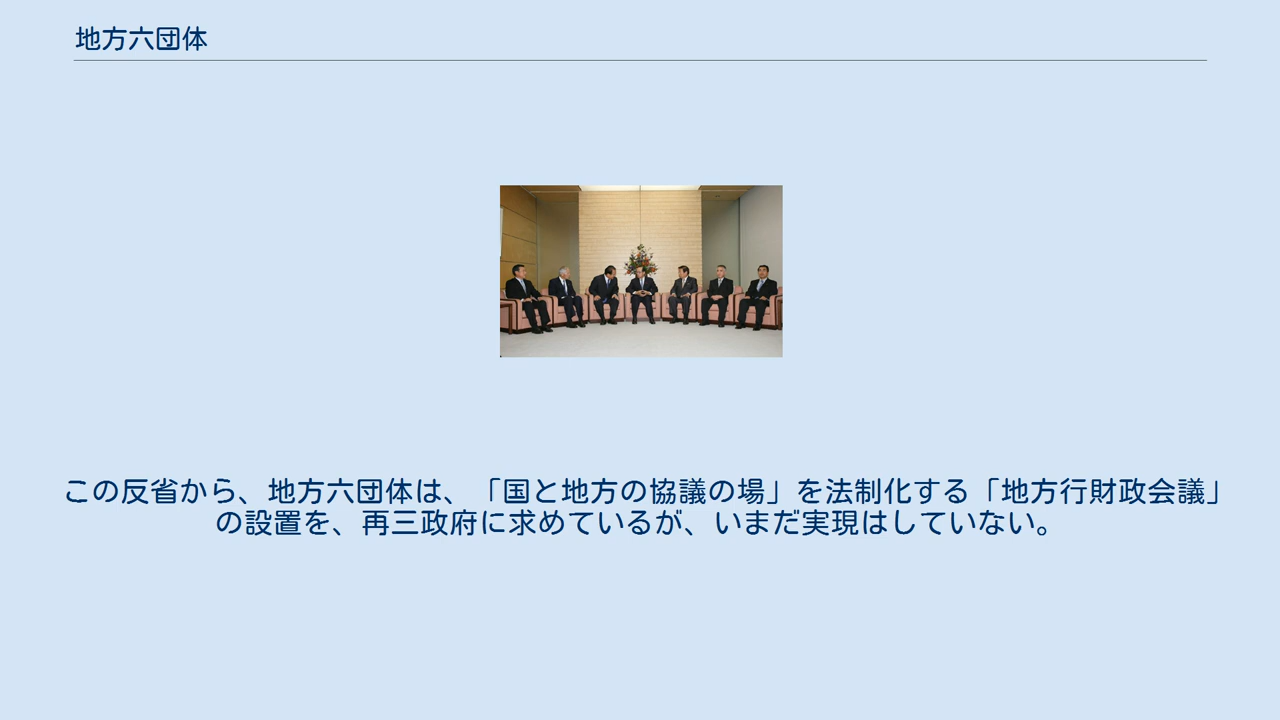 地方六団体
この反省から、地方六団体は、「国と地方の協議の場」を法制化する「地方行財政会議」
の設置を、再三政府に求めているが、いまだ実現はしていない。